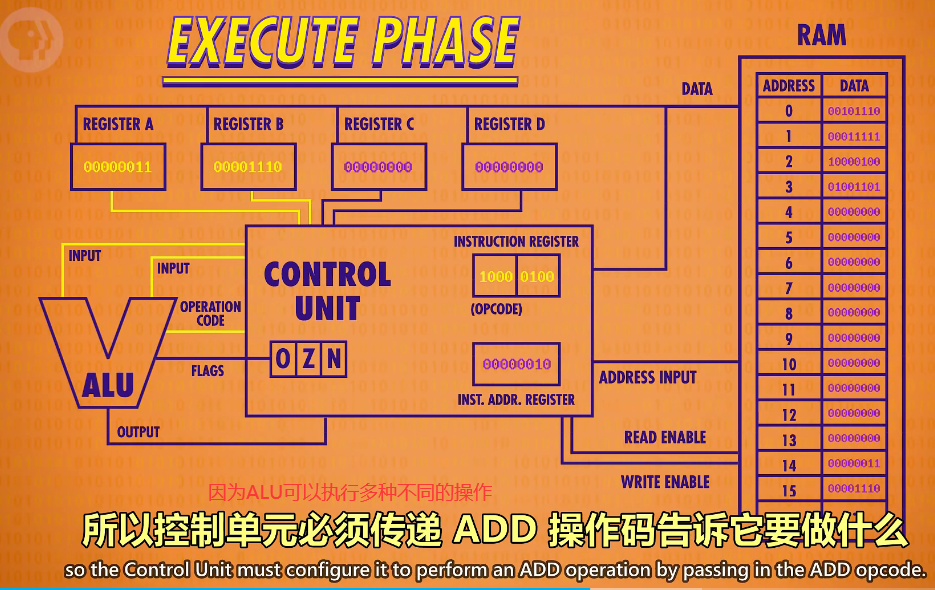 EXECUTE PHASE
RAM
DATA
ADDRESS DATA
0 00101110
1 00011111
2 10000100
3 01001101
4 00000000
5 00000000
6 00000000
7 00000000
8 00000000
9 00000000
10 00000000
11 00000000
12 00000000
13 00000000
14 00000011
15 00001110
REGISTER A
00000011
REGISTER B
00001110
REGISTER C
00000000
REGISTER D
00000000
INPUT
INPUT
OPERATION
CODE
ALU
FLAGS
OUTPUT
CONTROL
UNIT
O Z N
INSTRUCTION REGISTER
1000 0100
(OPCODE)
00000010
INST. ADDR. REGISTER
ADDRESS INPUT
READ ENABLE
WRITE ENABLE
因为ALU可以执行多种不同的操作
所以控制单元必须传递 ADD 操作码告诉它要做什么
so the Control Unit must configure it to perform an ADD operation by passing in the ADD opcode.